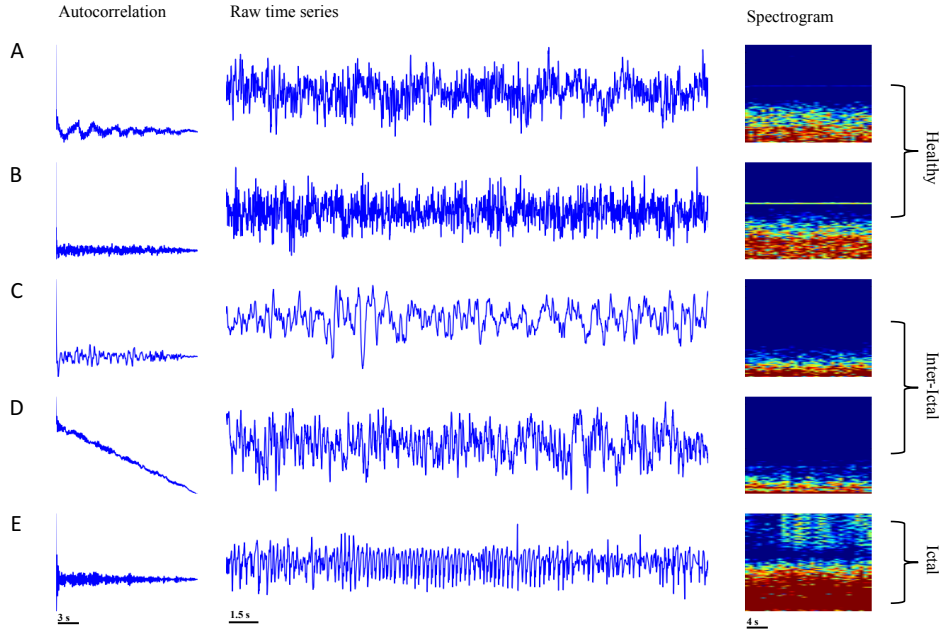 Autocorrelation
Raw time series
Spectrogram
A
B
C
D
E
Healthy
Inter-Ictal
Ictal
3 s
1.5 s
4 s